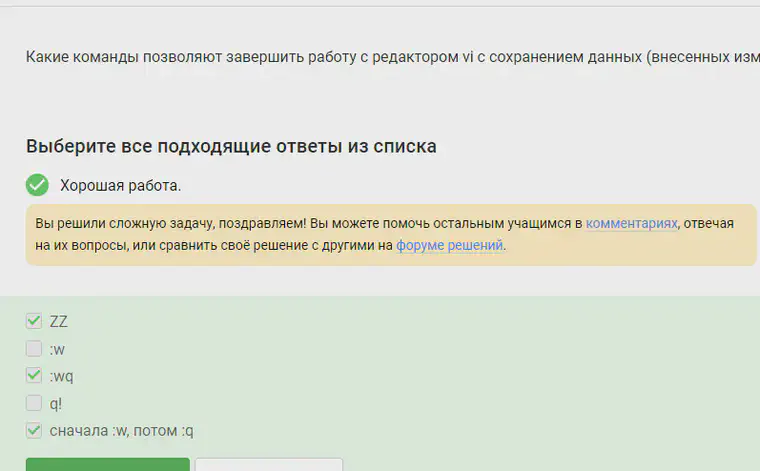 Какие команды позволяют завершить работу с редактором vi с сохранением данных (внесенных изм
Выберите все подходящие ответы из списка
Хорошая работа.
Вы решили сложную задачу, поздравляем! Вы можете помочь остальным учащимся в комментариях, отвечая
на их вопросы, или сравнить своё решение с другими на форуме решений.
ZZ
:w
:wq
q!
сначала :w, потом :q